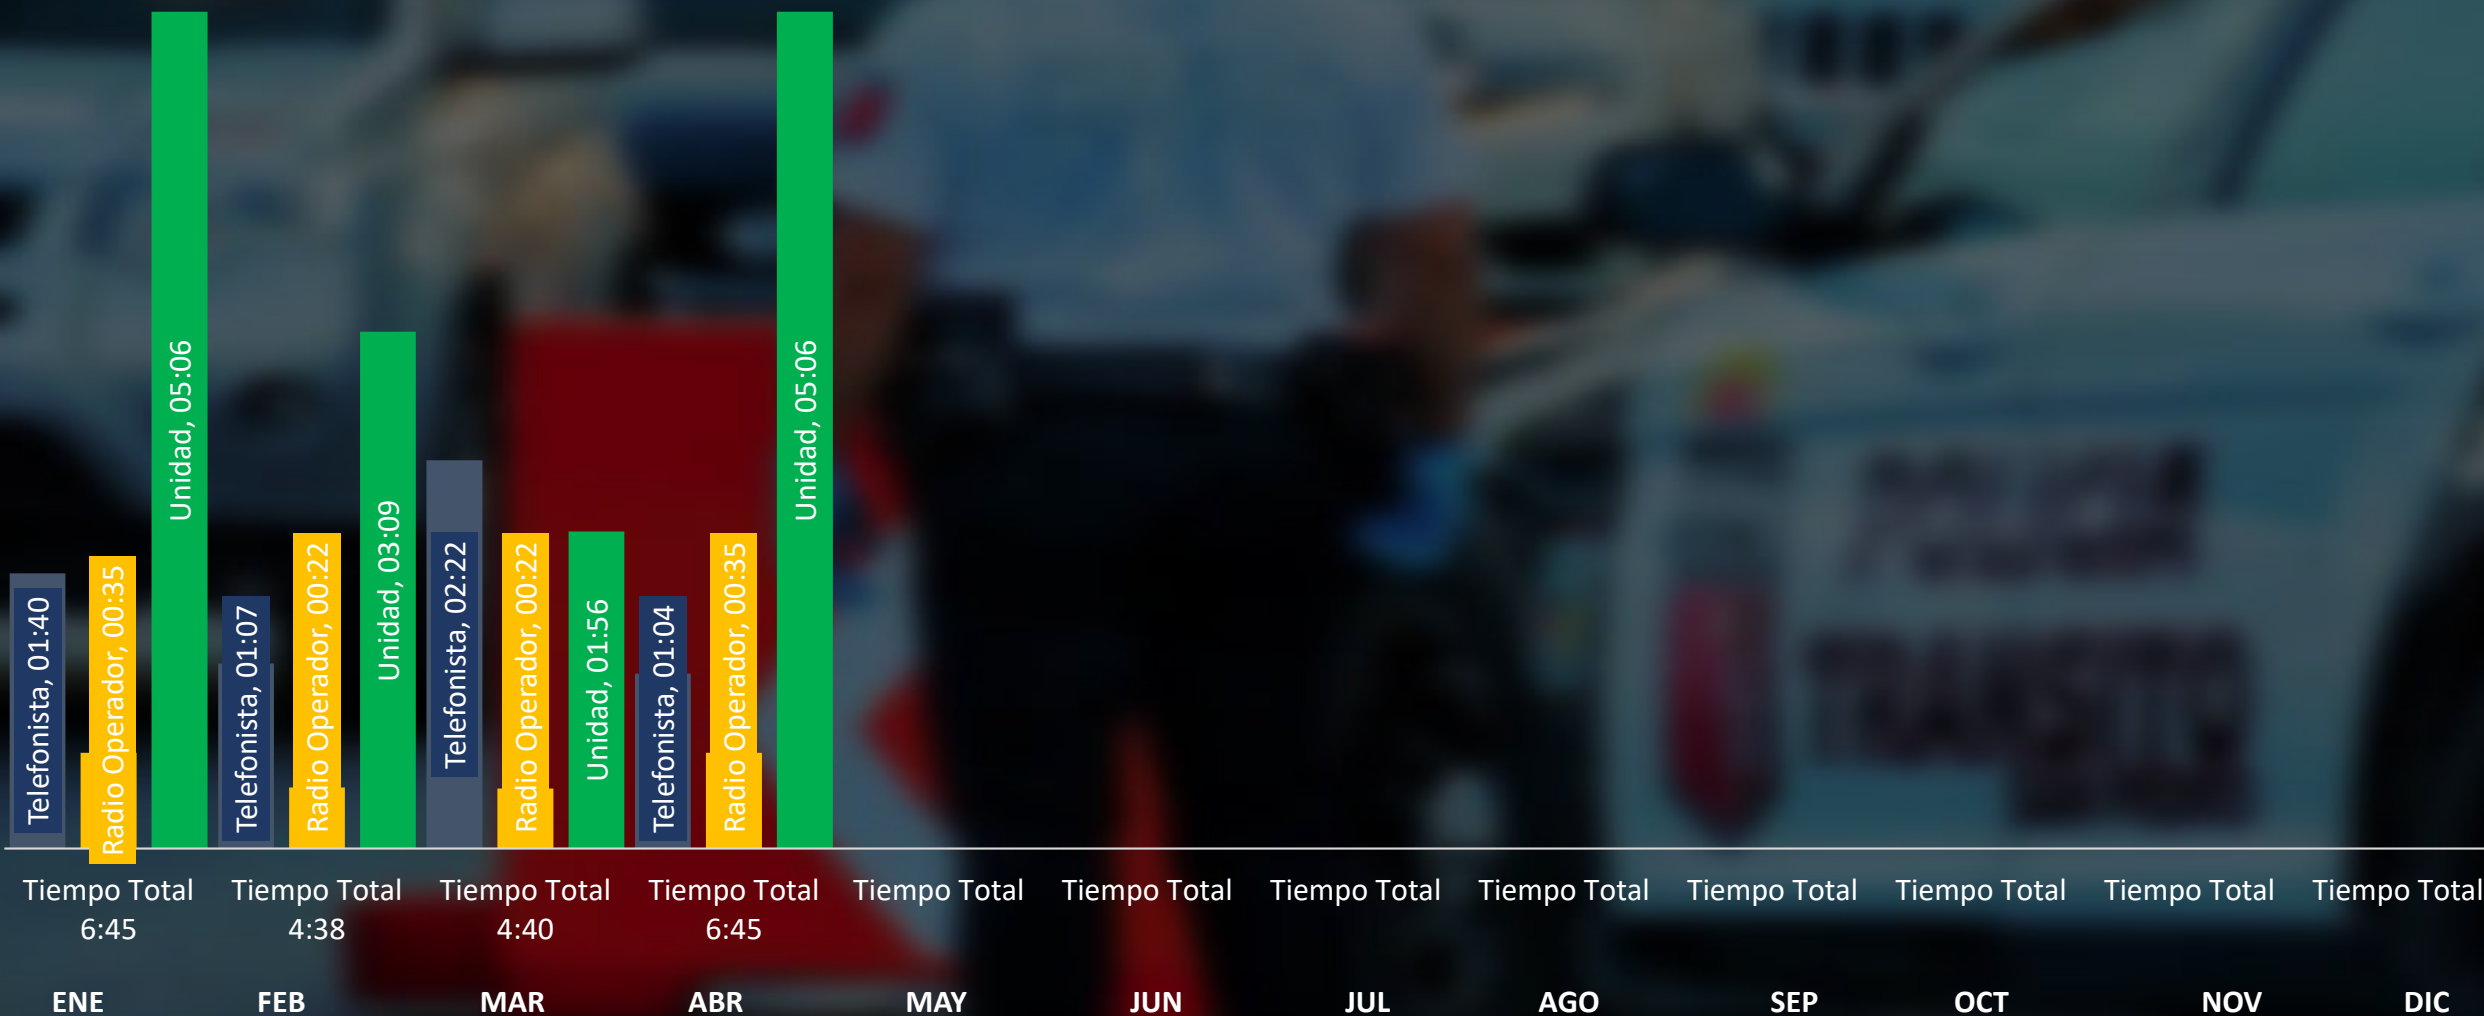 Telefonista, 01:40
Radio Operador, 00:35
Unidad, 05:06
Telefonista, 01:07
Radio Operador, 00:22
Unidad, 03:09
Telefonista, 02:22
Radio Operador, 00:22
Unidad, 01:56
Telefonista, 01:04
Radio Operador, 00:35
Unidad, 05:06
Tiempo Total Tiempo Total Tiempo Total Tiempo Total Tiempo Total Tiempo Total Tiempo Total Tiempo Total Tiempo Total Tiempo Total Tiempo Total Tiempo Total
6:45 4:38 4:40 6:45
ENE FEB MAR ABR MAY JUN JUL AGO SEP OCT NOV DIC